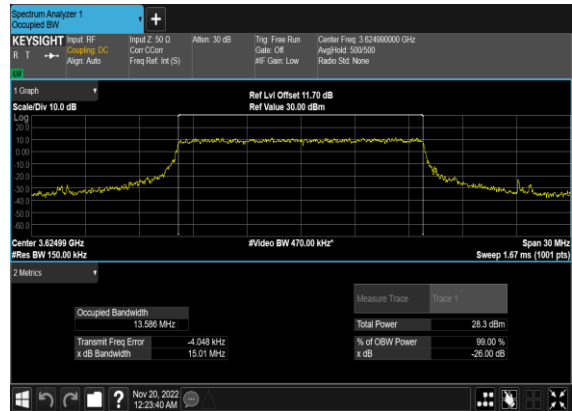 Spectrum Analyzer 1
Occupied BW
+
KEYSIGHT Input: RF Input Z: 50 Ω Atten: 30 dB Trig: Free Run Center Freq: 3.624990000 GHz
R T Coupling: DC Corr CCorr Gate: Off Avg|Hold: 500/500
Align: Auto Freq Ref: Int (S) #IF Gain: Low Radio Std: None
LW
1 Graph
Ref Lvl Offset 11.70 dB
Scale/Div 10.0 dB Ref Value 30.00 dBm
Log
20.0
10.0
0.00
-10.0
-20.0
-30.0
-40.0
-50.0
-60.0
Center 3.62499 GHz #Video BW 470.00 kHz* Span 30 MHz
#Res BW 150.00 kHz Sweep 1.67 ms (1001 pts)
2 Metrics
Measure Trace Trace 1
Occupied Bandwidth
13.586 MHz Total Power 28.3 dBm
Transmit Freq Error -4.048 kHz % of OBW Power 99.00 %
x dB Bandwidth 15.01 MHz x dB -26.00 dB
? Nov 20, 2022
12:23:40 AM